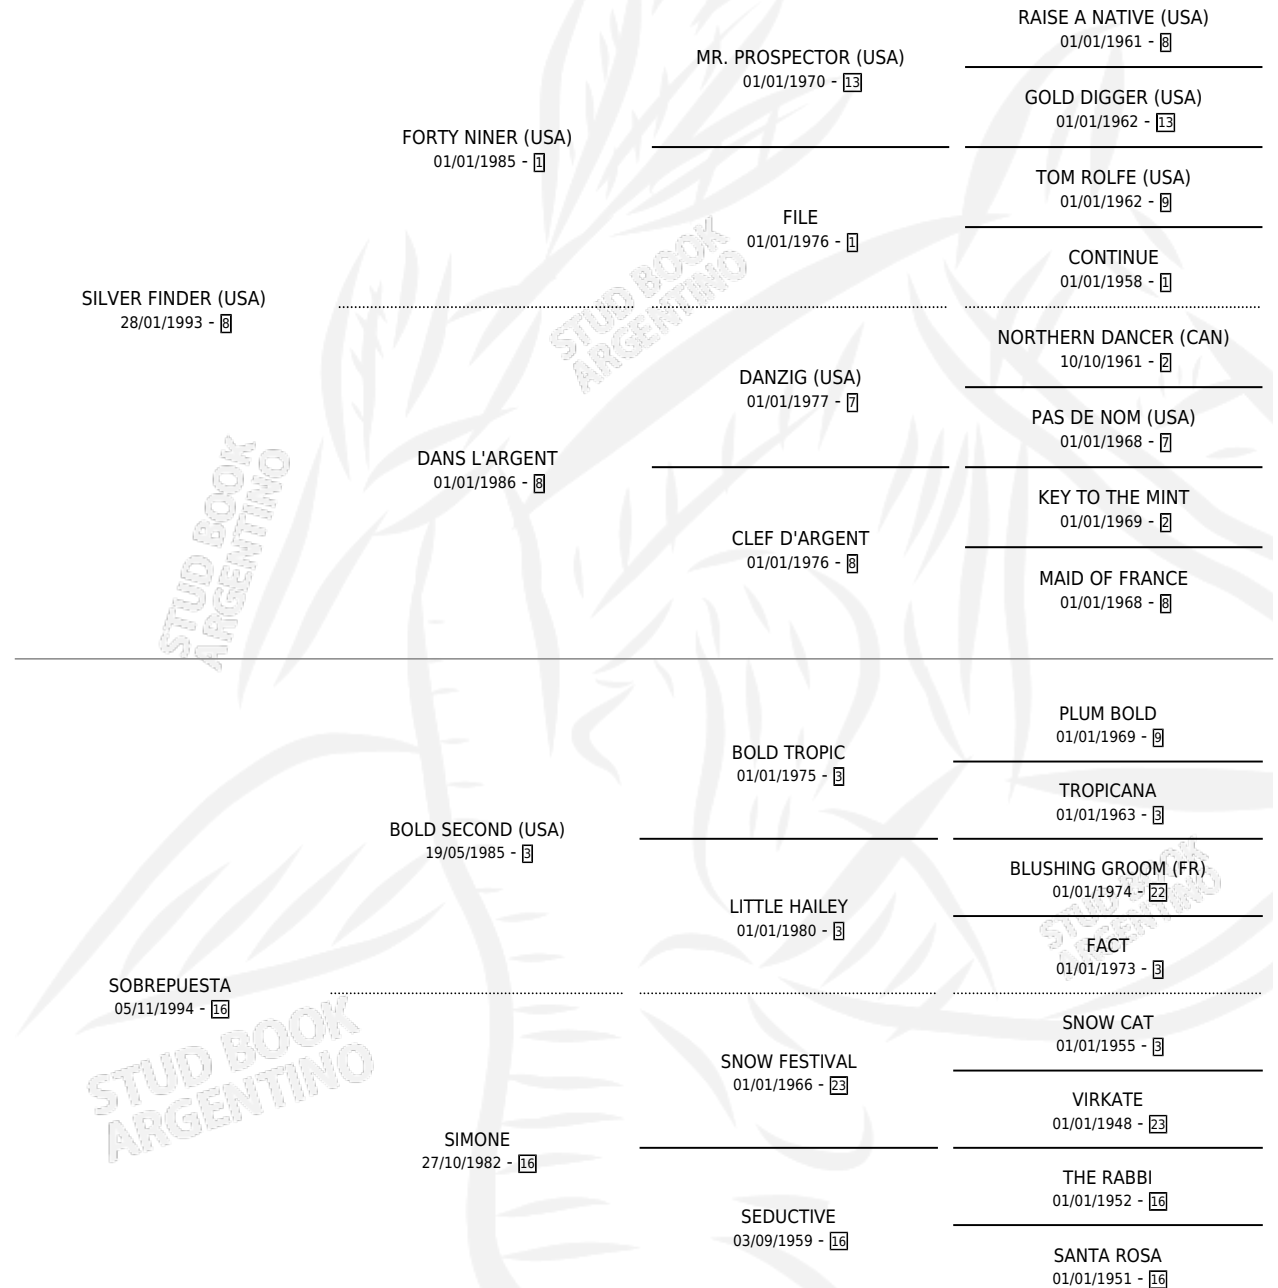 RAISE A NATIVE (USA)
01/01/1961 - 8
MR. PROSPECTOR (USA)
01/01/1970 - 13
GOLD DIGGER (USA)
01/01/1962 - 13
FORTY NINER (USA)
01/01/1985 - 1
TOM ROLFE (USA)
01/01/1962 - 9
FILE
01/01/1976 - 1
CONTINUE
01/01/1958 - 1
SILVER FINDER (USA)
28/01/1993 - 8
NORTHERN DANCER (CAN)
10/10/1961 - 2
DANZIG (USA)
01/01/1977 - 7
PAS DE NOM (USA)
01/01/1968 - 7
DANS L'ARGENT
01/01/1986 - 8
KEY TO THE MINT
01/01/1969 - 2
CLEF D'ARGENT
01/01/1976 - 8
MAID OF FRANCE
01/01/1968 - 8
PLUM BOLD
01/01/1969 - 9
BOLD TROPIC
01/01/1975 - 3
TROPICANA
01/01/1963 - 3
BOLD SECOND (USA)
19/05/1985 - 3
BLUSHING GROOM (FR)
01/01/1974 - 22
LITTLE HAILEY
01/01/1980 - 3
FACT
01/01/1973 - 3
SOBREPUESTA
05/11/1994 - 16
SNOW CAT
01/01/1955 - 3
SNOW FESTIVAL
01/01/1966 - 23
VIRKATE
01/01/1948 - 23
SIMONE
27/10/1982 - 16
THE RABBI
01/01/1952 - 16
SEDUCTIVE
03/09/1959 - 16
SANTA ROSA
01/01/1951 - 16
STUD BOOK
ARGENTINO
STUD BOOK
ARGENTINO
STUD BOOK
ARGENTINO
STUD BOOK
ARGENTINO